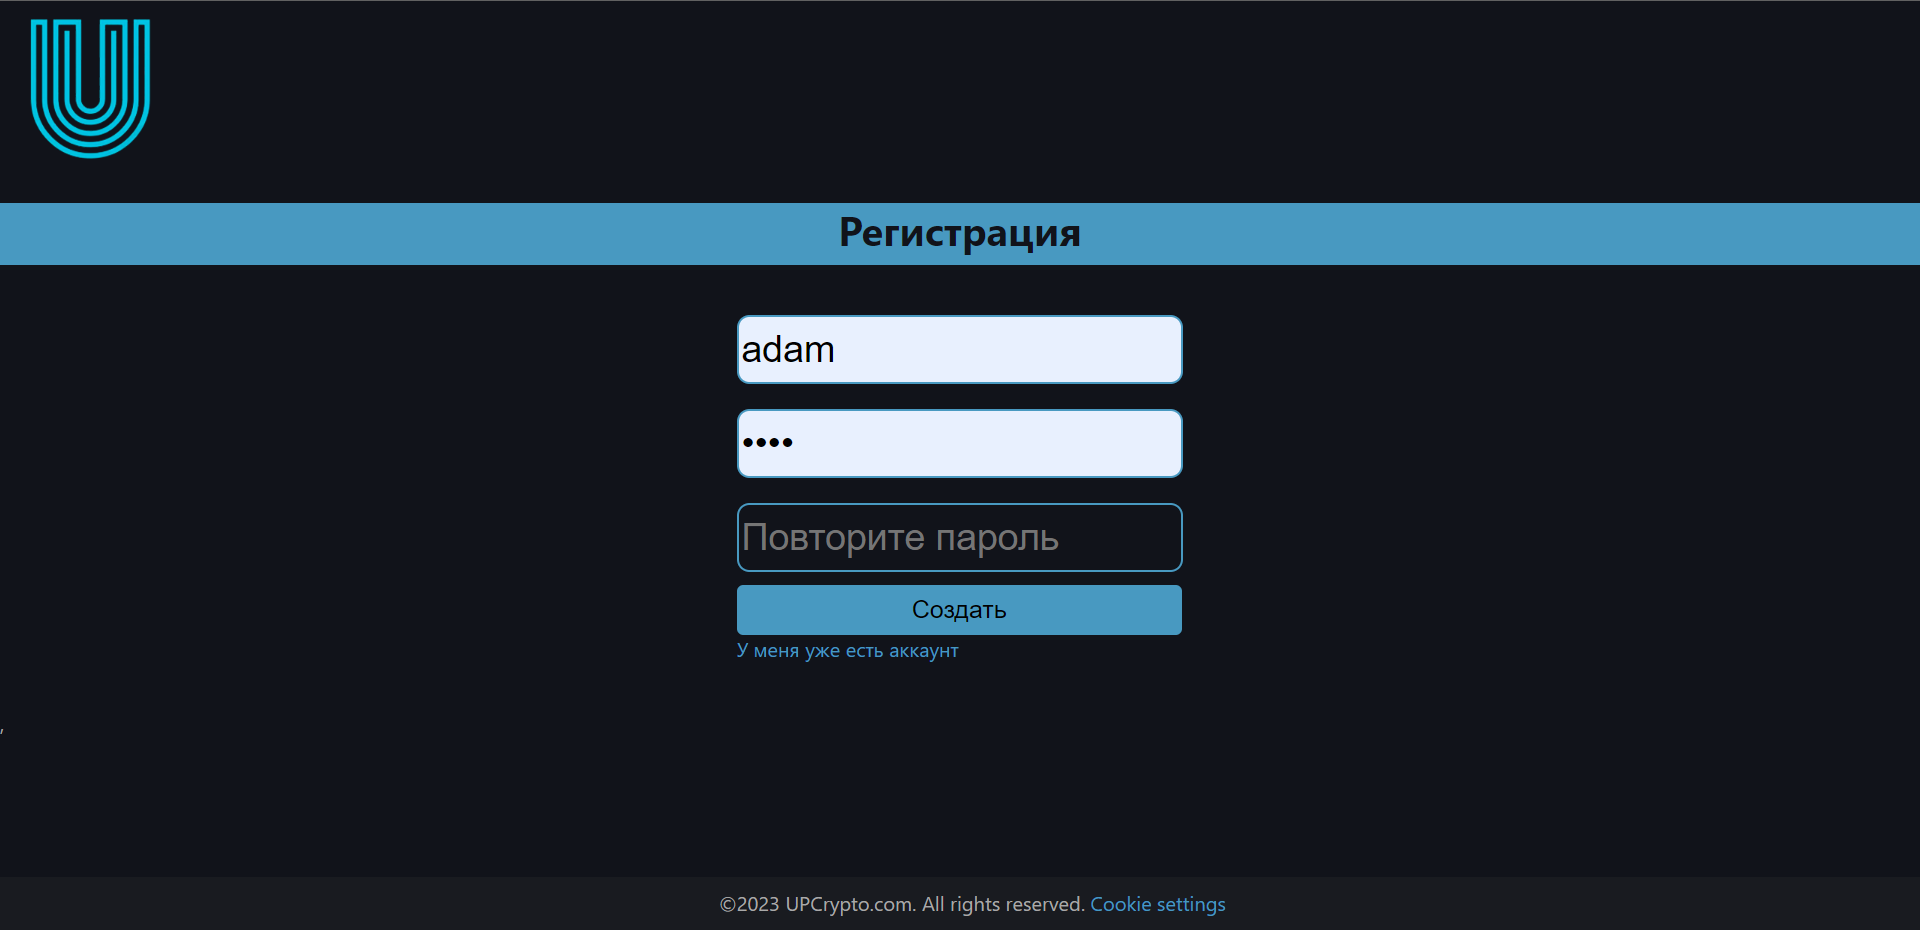 Регистрация
adam
••••
Повторите пароль
Создать
У меня уже есть аккаунт
,
©2023 UPCrypto.com. All rights reserved. Cookie settings